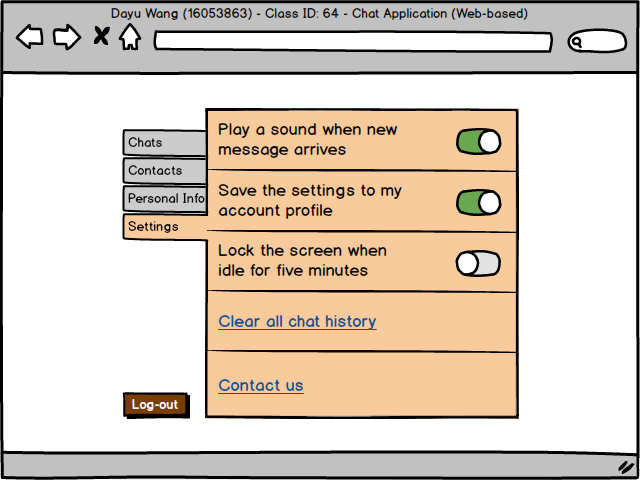 Dayu Wang (16053863) - Class ID: 64 - Chat Application (Web-based)
Chats
Contacts
Personal Info
Settings
Play a sound when new
message arrives
Save the settings to my
account profile
Lock the screen when
idle for five minutes
Clear all chat history
Contact us
Log-out